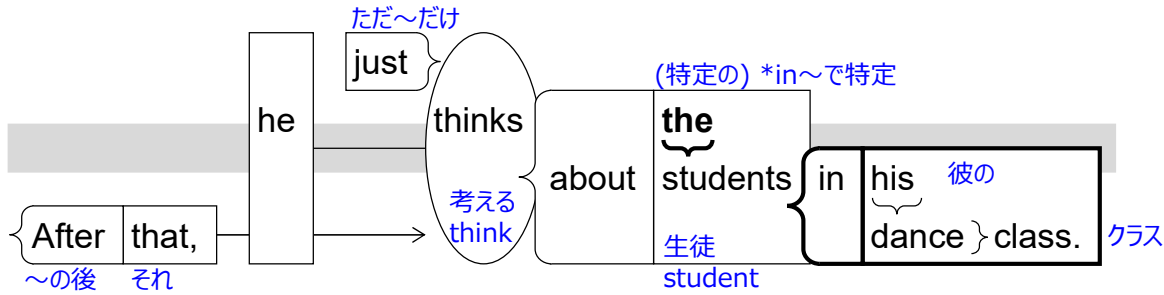 ただ～だけ
just
(特定の) *in～で特定
he
thinks
the
about
students
in
his
彼の
考える
think
After
that,
dance
class.
クラス
生徒
student
～の後
それ